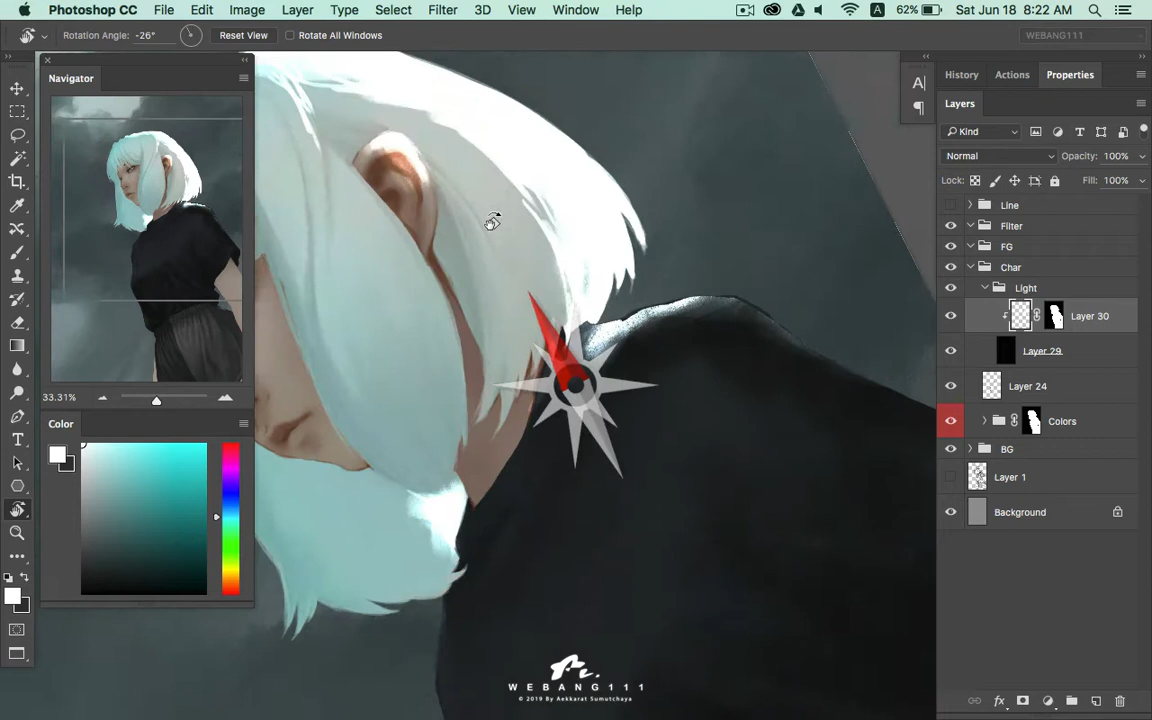 Photoshop CC File Edit Image Layer Type Select Filter 3D View Window Help A 62% Sat Jun 18 8:22 AM
Rotation Angle: -26° Reset View Rotate All Windows WEBANG111
Navigator
33.31%
Color
History Actions Properties
Layers
Kind
Normal Opacity: 100%
Lock: Fill: 100%
Line
Filter
FG
Char
Light
Layer 30
Layer 29
Layer 24
Colors
BG
Layer 1
Background
WEBANG111
© 2019 By Aekkarat Sumutchaya